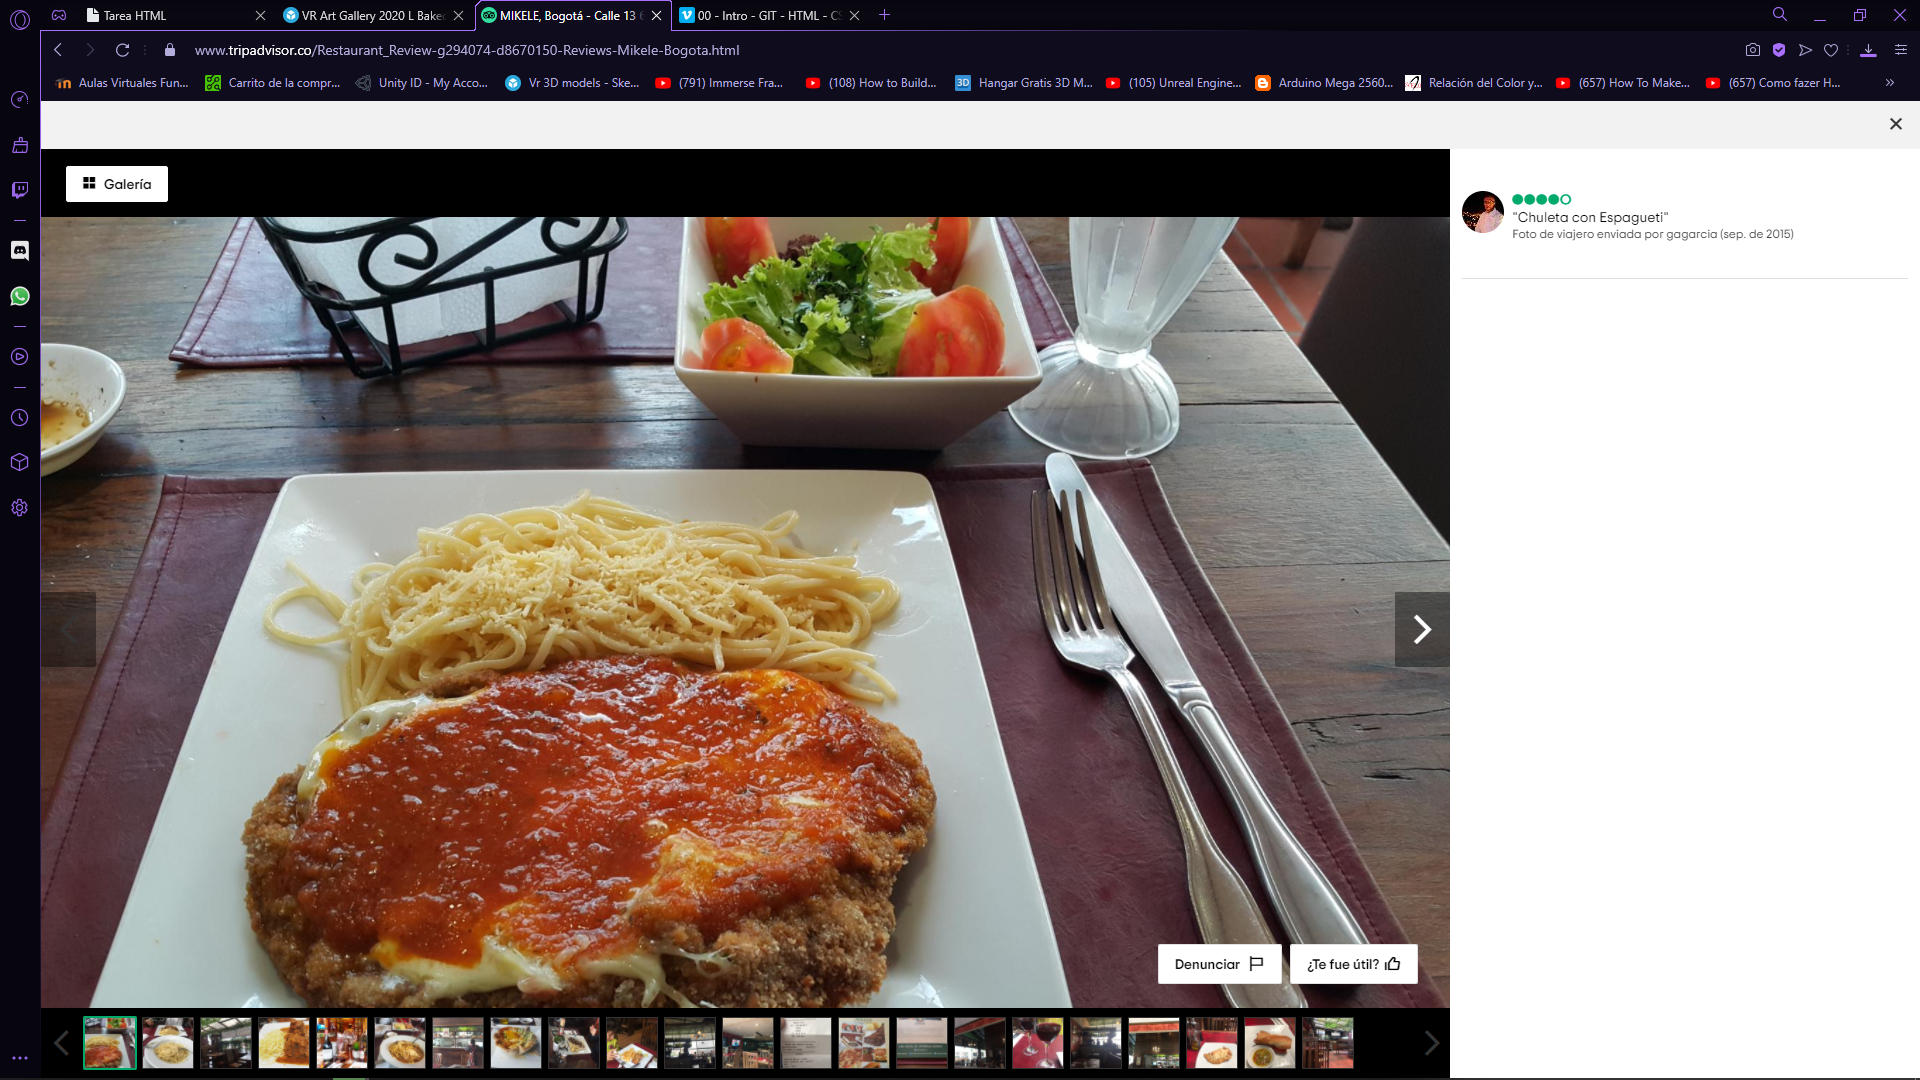 Tarea HTML
VR Art Gallery 2020 L Bake
MIKELE, Bogotá - Calle 13 6
00 - Intro - GIT - HTML - CS
www.tripadvisor.co/Restaurant_Review-g294074-d8670150-Reviews-Mikele-Bogota.html
Aulas Virtuales Fun...
Carrito de la compr...
Unity ID - My Acco...
Vr 3D models - Ske...
(791) Immerse Fra...
(108) How to Build...
3D
Hangar Gratis 3D M...
(105) Unreal Engine...
Arduino Mega 2560...
Relación del Color y...
(657) How To Make...
(657) Como fazer H...
Galería
"Chuleta con Espagueti"
Foto de viajero enviada por gagarcia (sep. de 2015)
Denunciar
¿Te fue útil?